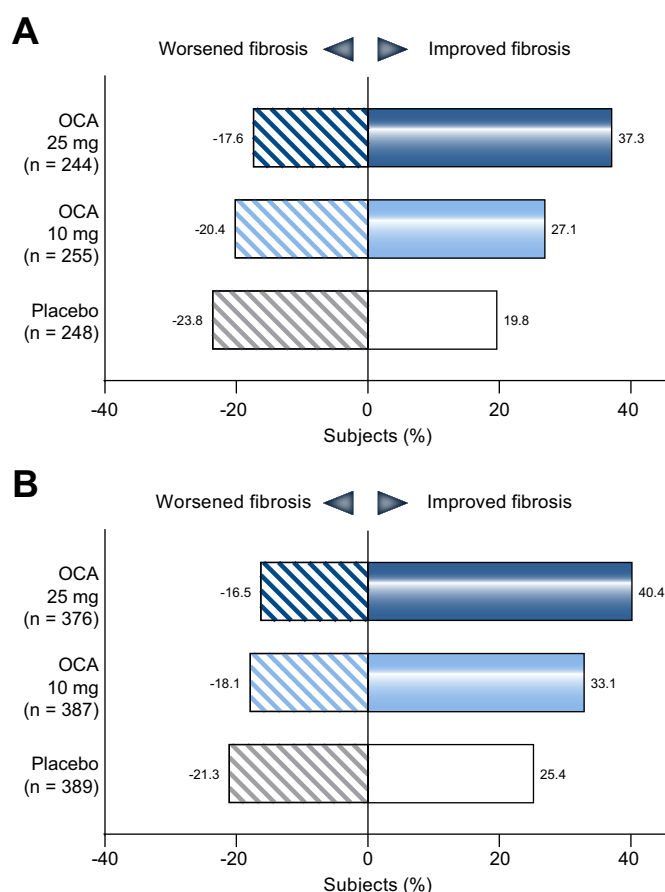 A
Worsened fibrosis Improved fibrosis
OCA
25 mg
(n = 244)
-17.6 37.3
OCA
10 mg
(n = 255)
-20.4 27.1
Placebo
(n = 248)
-23.8 19.8
-40 -20 0 20 40
Subjects (%)
B
Worsened fibrosis Improved fibrosis
OCA
25 mg
(n = 376)
-16.5 40.4
OCA
10 mg
(n = 387)
-18.1 33.1
Placebo
(n = 389)
-21.3 25.4
-40 -20 0 20 40
Subjects (%)